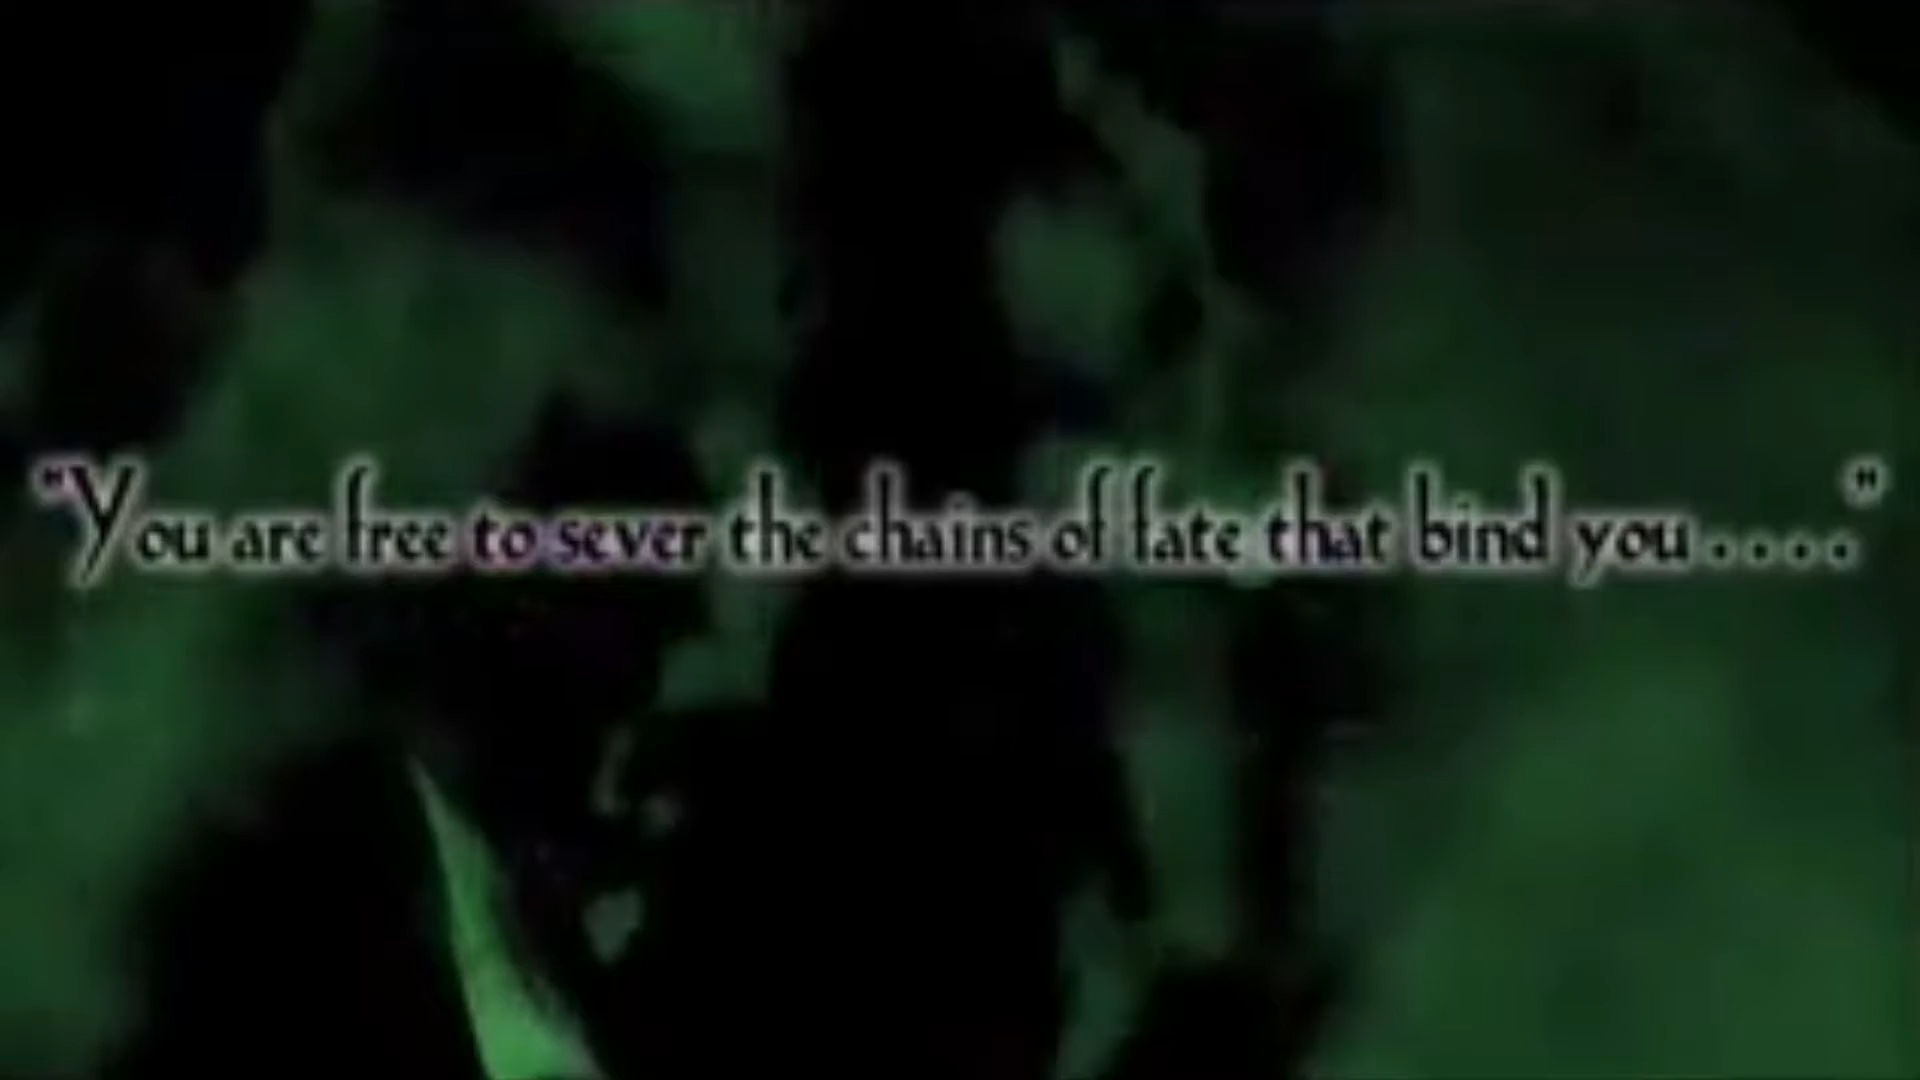 "You are free to sever the chains of fate that bind you...."